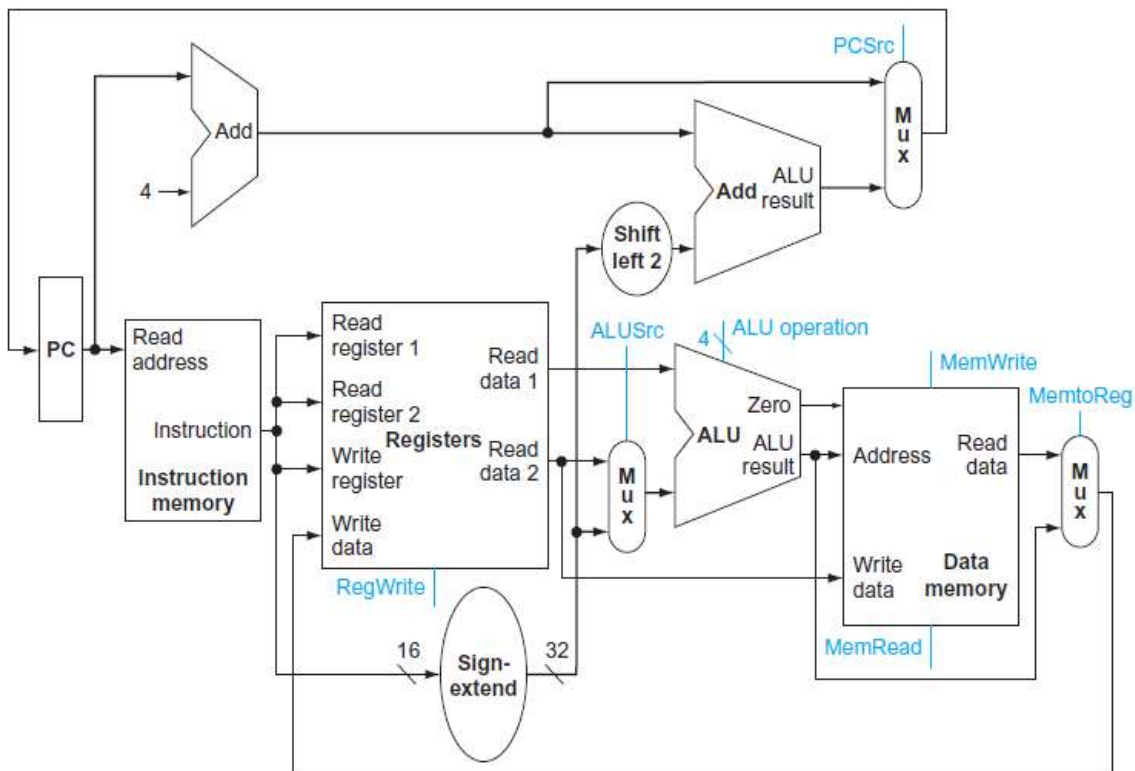 PCSrc
Add
4
M
u
x
ALU
Add result
Shift
left 2
PC
Read
address
Instruction
Instruction
memory
Read
register 1
Read
register 2
Write
register
Write
data
Registers
Read
data 1
Read
data 2
RegWrite
16
Sign-
extend
32
ALUSrc
M
u
x
4
ALU operation
Zero
ALU
ALU
result
MemWrite
Address
Read
data
Write
data
Data
memory
MemRead
MemtoReg
M
u
x